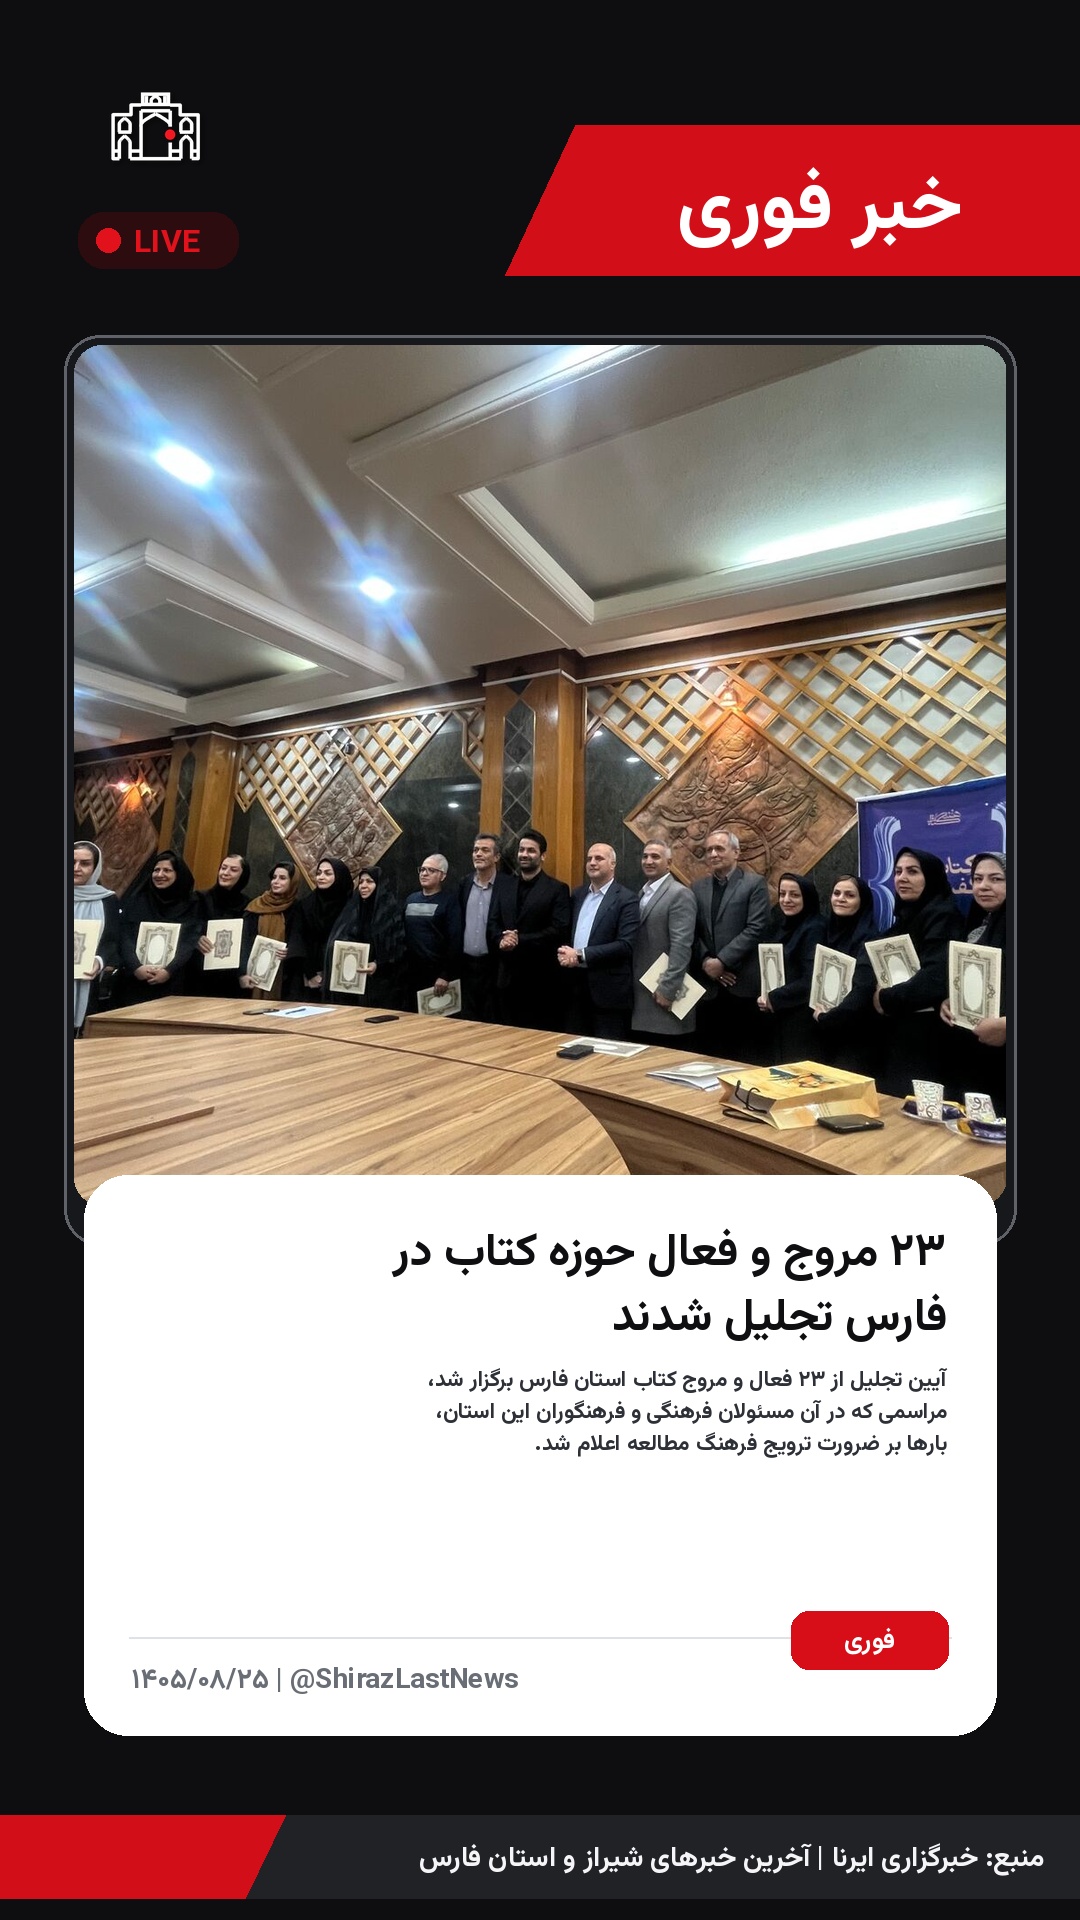 خبر فوری
LIVE
۲۳ مروج و فعال حوزه کتاب در
فارس تجلیل شدند
آیین تجلیل از ۲۳ فعال و مروج کتاب استان فارس برگزار شد،
مراسمی که در آن مسئولان فرهنگی و فرهنگوران این استان،
بارها بر ضرورت ترویج فرهنگ مطالعه اعلام شد.
فوری
۱۴۰۵/۰۸/۲۵ | @ShirazLastNews
منبع: خبرگزاری ایرنا | آخرین خبرهای شیراز و استان فارس